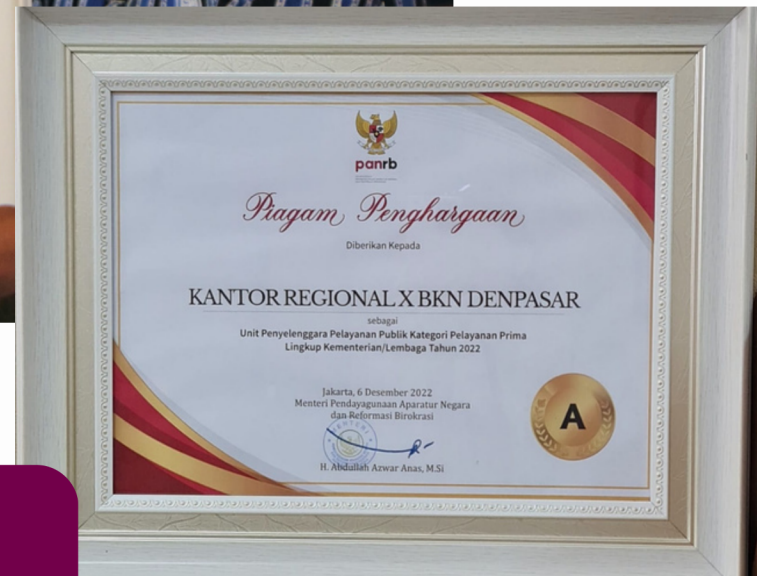 panrb
Piagam Penghargaan
Diberikan Kepada
KANTOR REGIONAL X BKN DENPASAR
sebagai
Unit Penyelenggara Pelayanan Publik Kategori Pelayanan Prima
Lingkup Kementerian/Lembaga Tahun 2022
Jakarta, 6 Desember 2022
Menteri Pendayagunaan Aparatur Negara
dan Reformasi Birokrasi
H. Abdullah Azwar Anas, M.Si
A